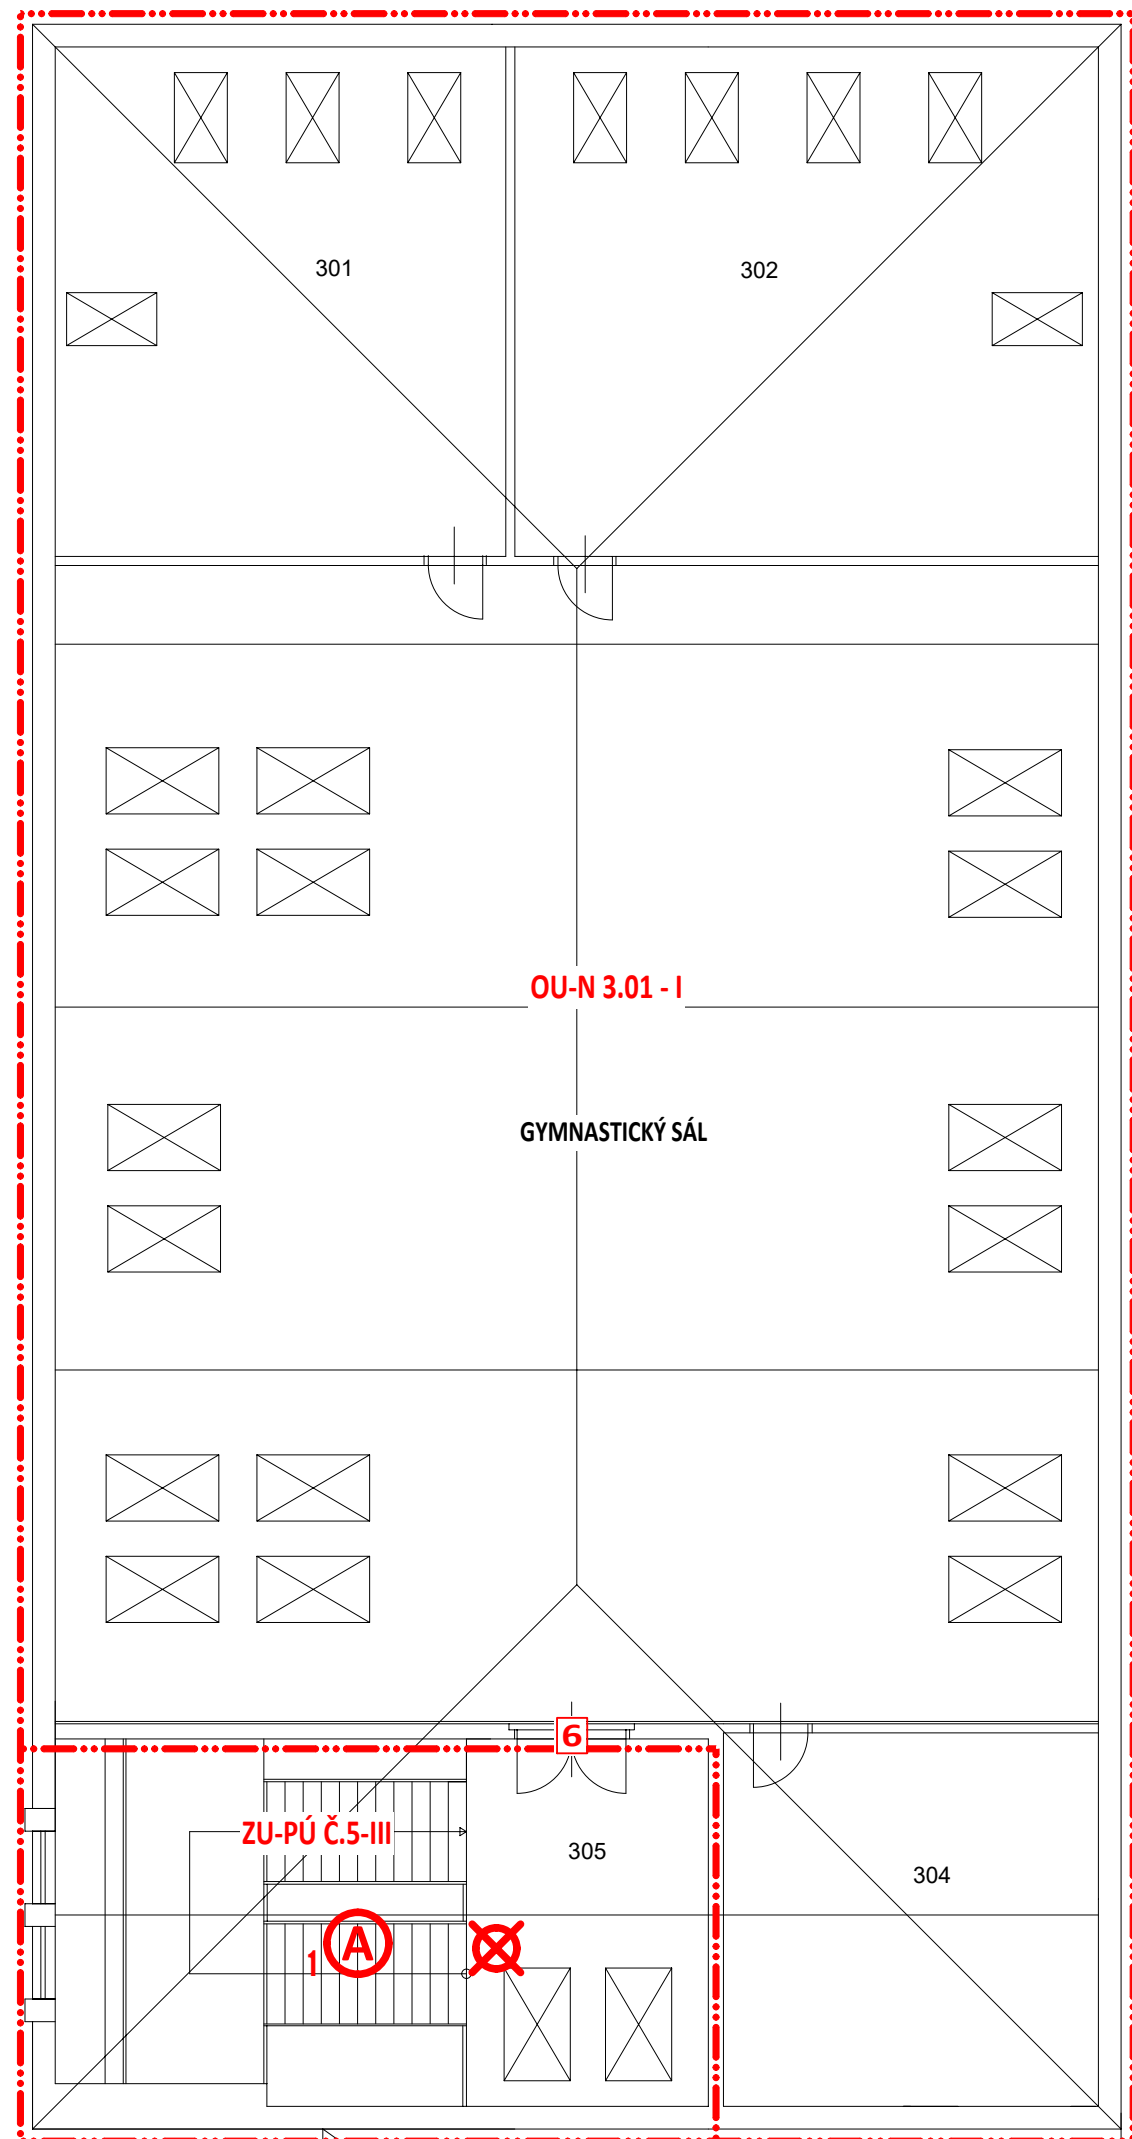 301
302
OU-N 3.01 - I
GYMNASTICKÝ SÁL
6
ZU-PÚ Č.5-III
305
304
1
A